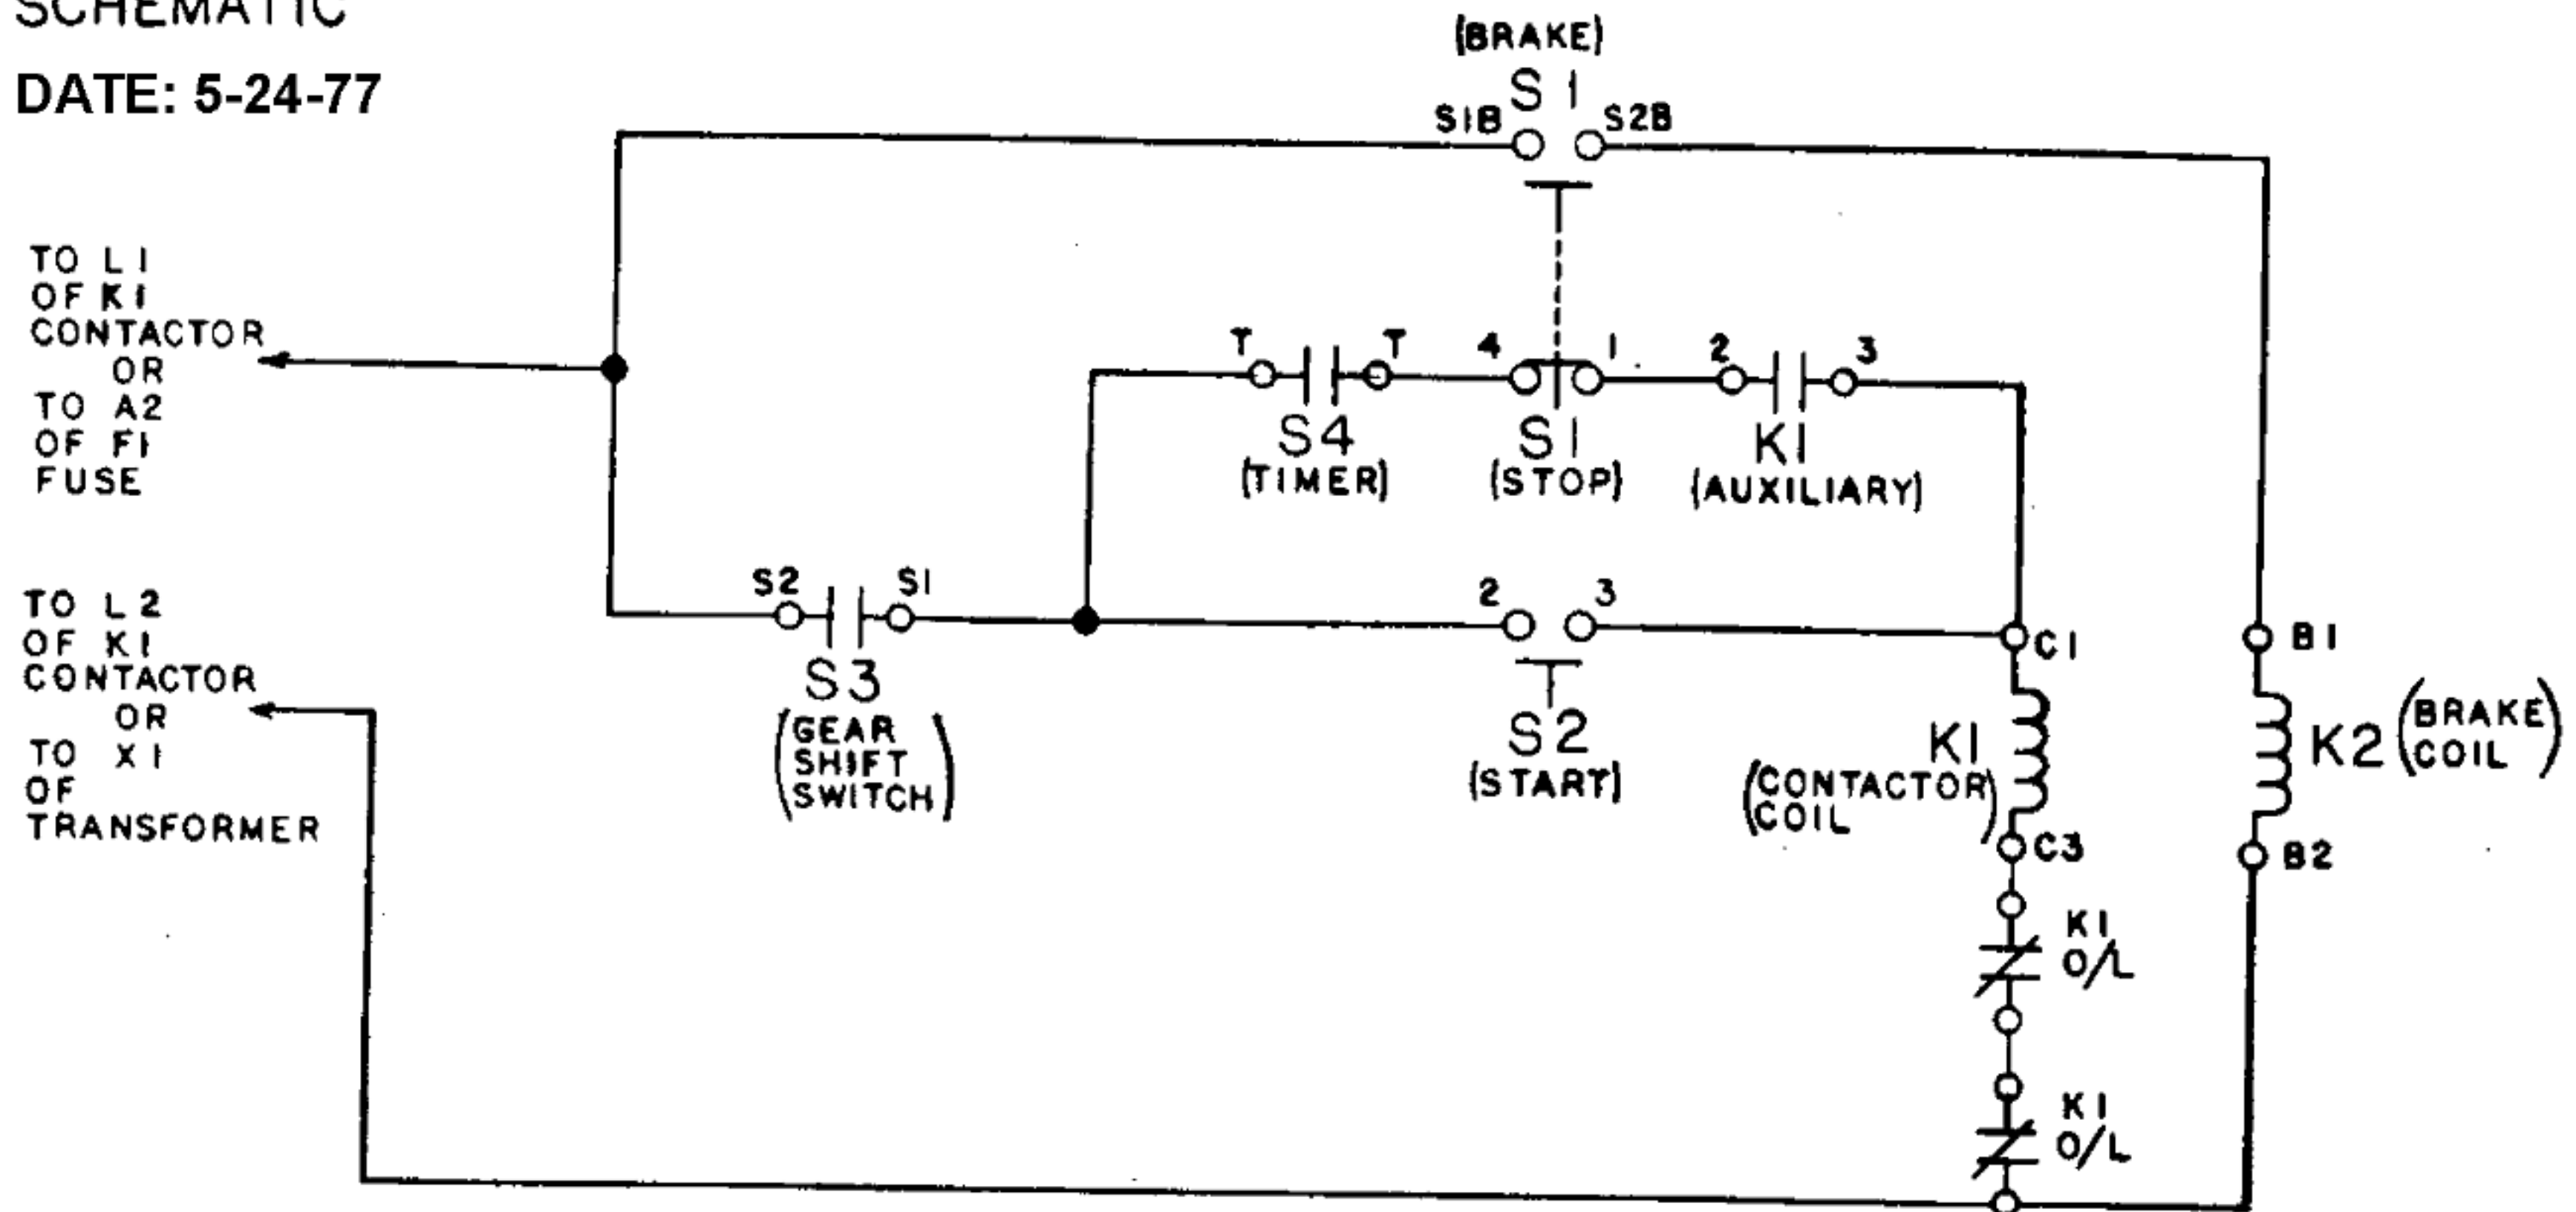 SCHEMATIC
DATE: 5-24-77
(BRAKE)
S1
S1B
S2B
TO L1
OF K1
CONTACTOR
OR
TO A2
OF F1
FUSE
T
T
4
1
2
3
S4
(TIMER)
S1
(STOP)
K1
(AUXILIARY)
TO L2
OF K1
CONTACTOR
OR
TO X1
OF
TRANSFORMER
S2
S1
S3
(GEAR
SHIFT
SWITCH)
2
3
S2
(START)
C1
K1
(CONTACTOR
COIL)
C3
B1
K2 (BRAKE
COIL)
B2
K1
O/L
K1
O/L